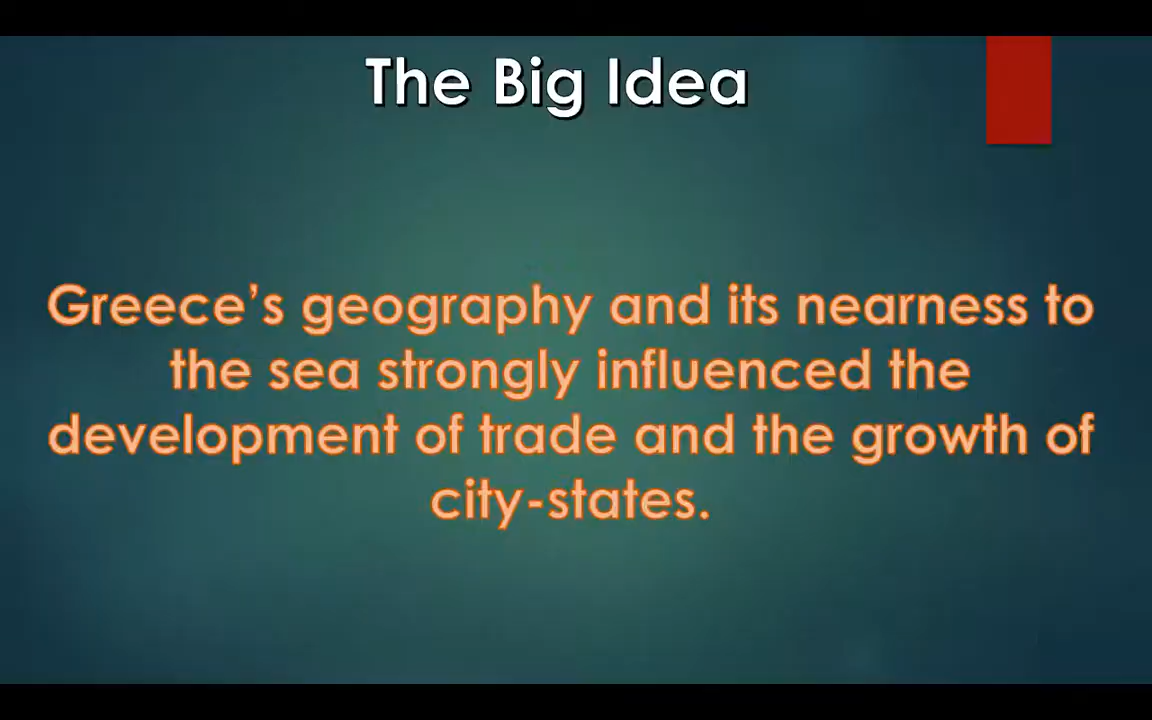 The Big Idea
Greece’s geography and its nearness to
the sea strongly influenced the
development of trade and the growth of
city-states.